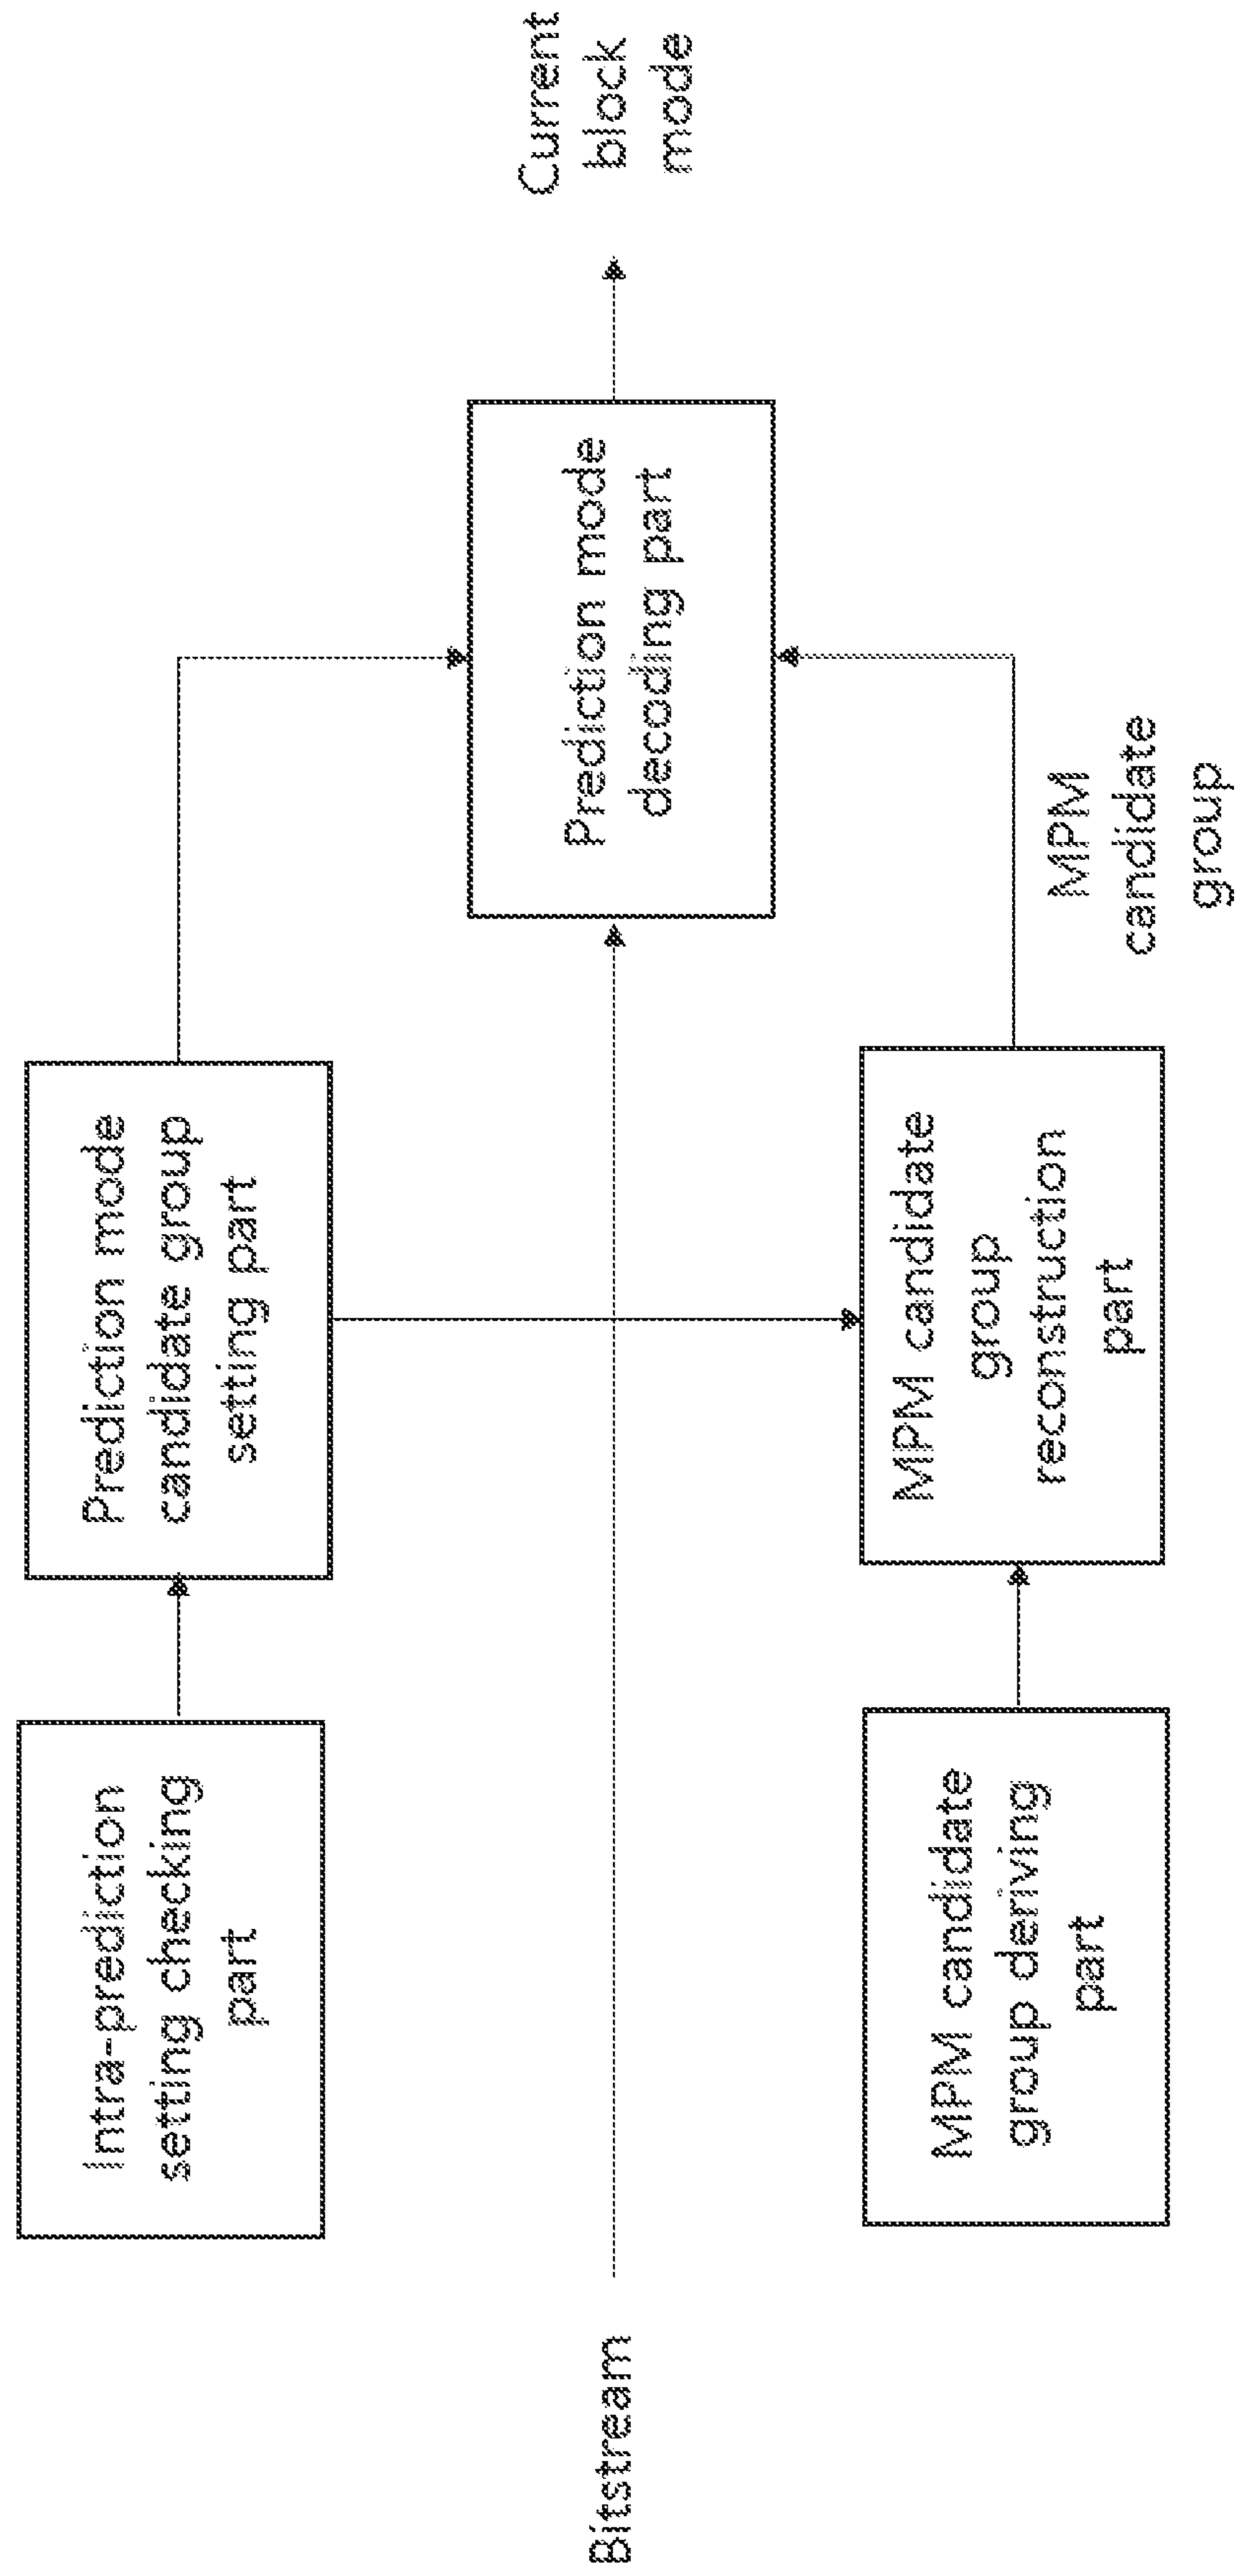 Intra-prediction
setting checking
part
Prediction mode
candidate group
setting part
Bitstream
Prediction mode
decoding part
Current
block
mode
MPM candidate
group deriving
part
MPM candidate
group
reconstruction
part
MPM
candidate
group